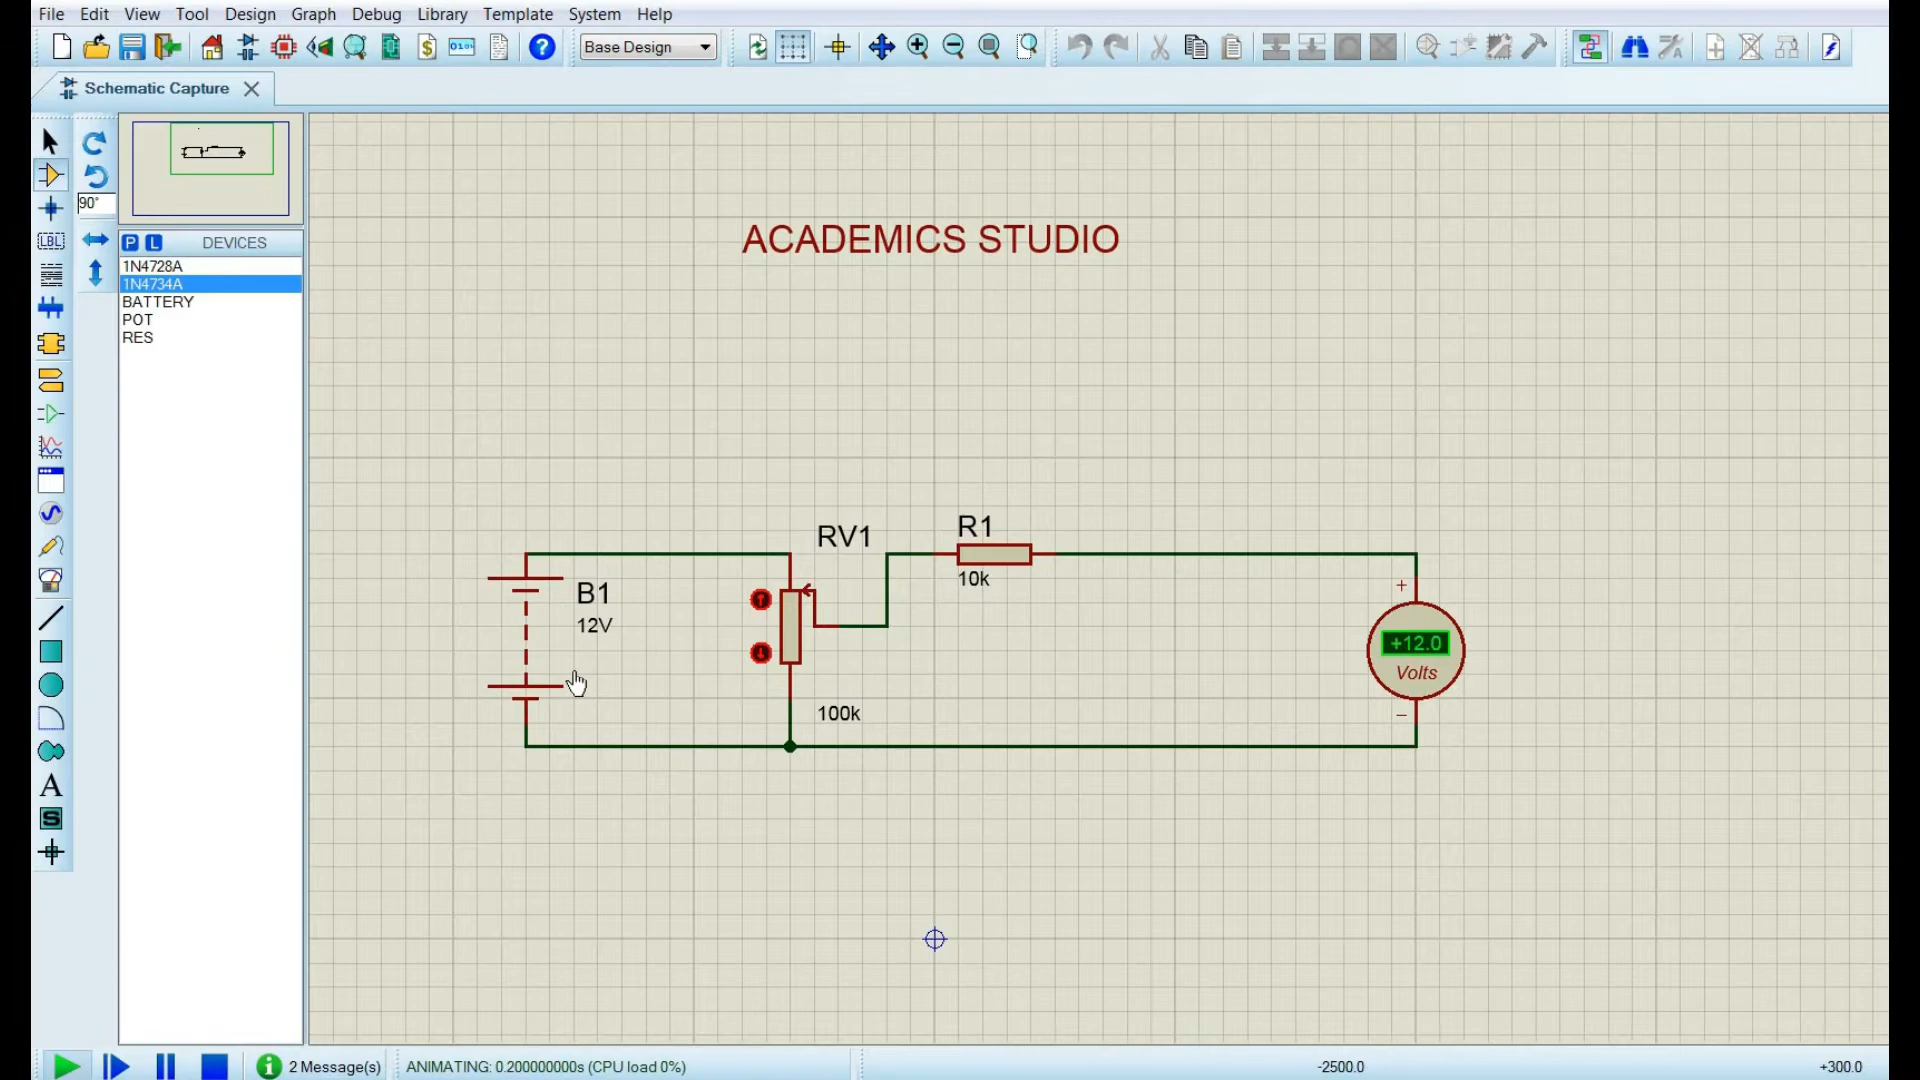 File Edit View Tool Design Graph Debug Library Template System Help
Base Design
Schematic Capture
90°
P L DEVICES
1N4728A
1N4734A
BATTERY
POT
RES
LBL
A
S
ACADEMICS STUDIO
RV1
R1
10k
B1
12V
100k
+
+12.0
Volts
−
2 Message(s)
ANIMATING: 0.200000000s (CPU load 0%)
-2500.0
+300.0